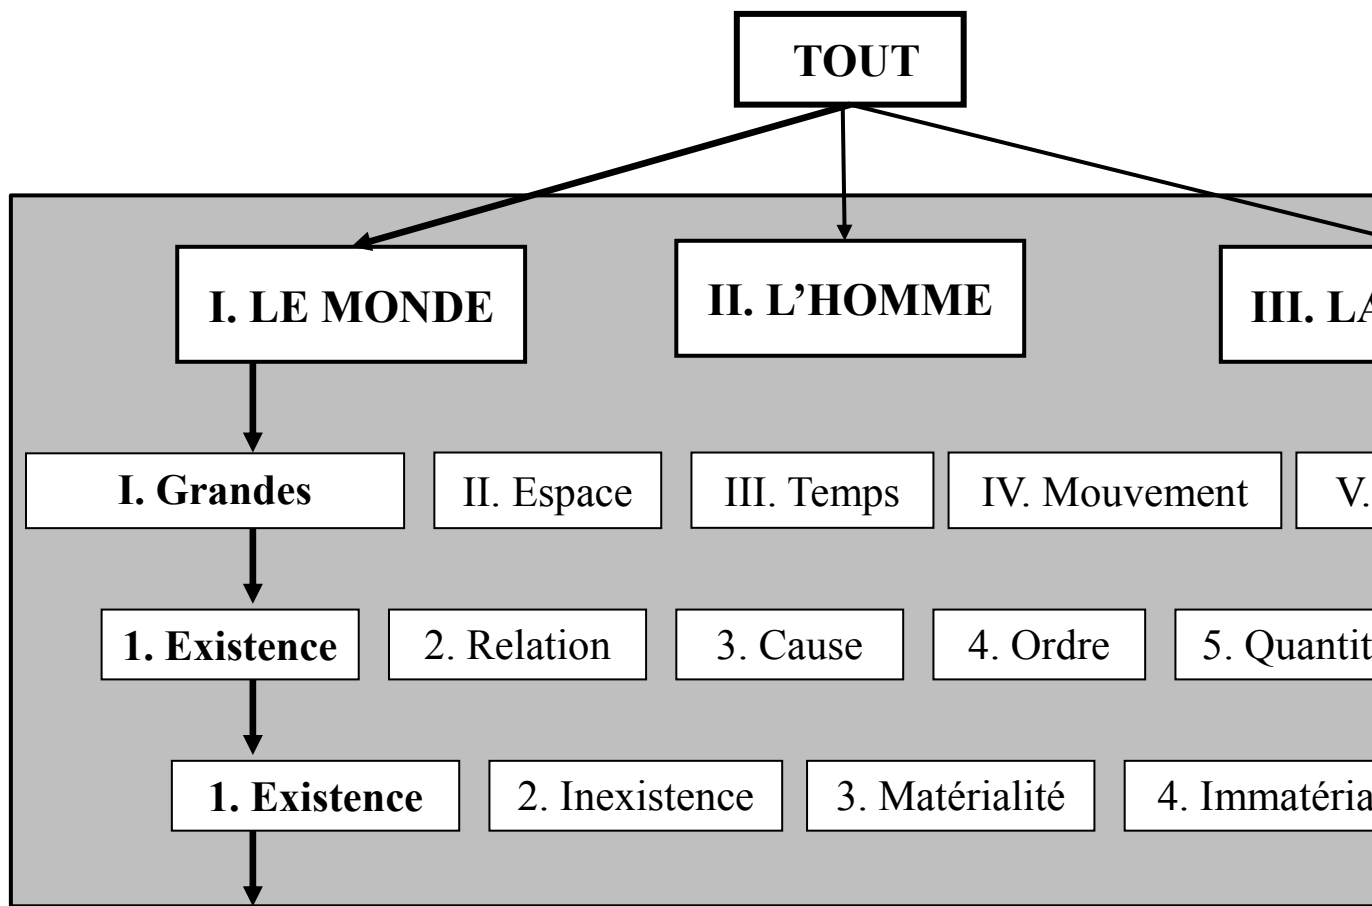 TOUT
I. LE MONDE
II. L’HOMME
III. LA
I. Grandes
II. Espace
III. Temps
IV. Mouvement
V.
1. Existence
2. Relation
3. Cause
4. Ordre
5. Quantit
1. Existence
2. Inexistence
3. Matérialité
4. Immatéria